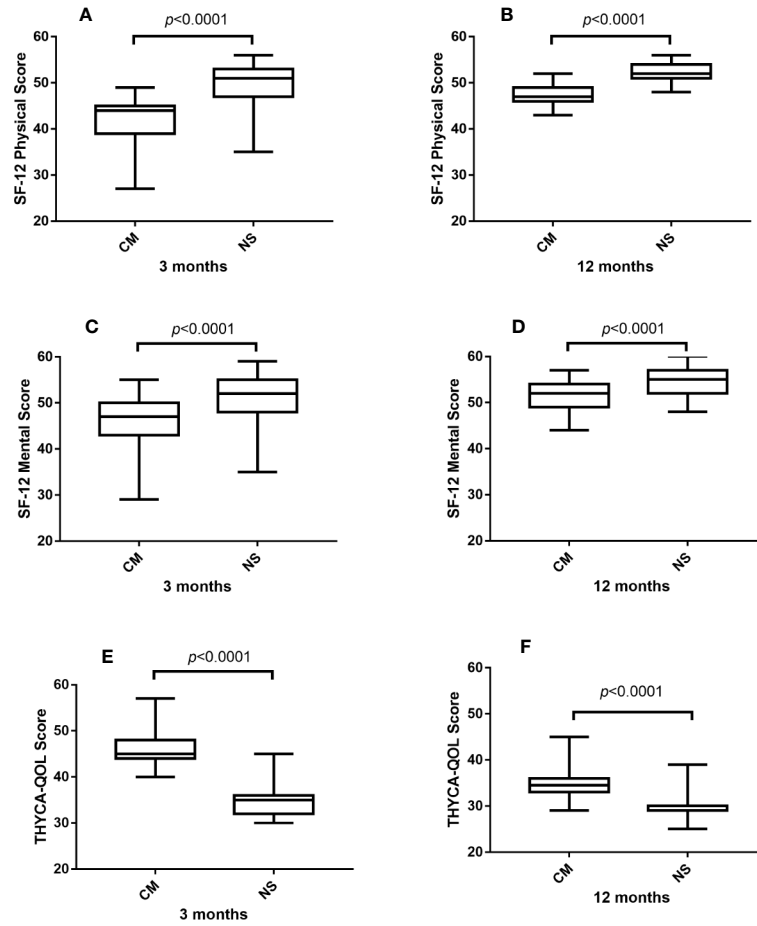 A
p<0.0001
SF-12 Physical Score
60
50
40
30
20
CM
NS
3 months
B
p<0.0001
SF-12 Physical Score
60
50
40
30
20
CM
NS
12 months
C
p<0.0001
SF-12 Mental Score
60
50
40
30
20
CM
NS
3 months
D
p<0.0001
SF-12 Mental Score
60
50
40
30
20
CM
NS
12 months
E
p<0.0001
THYCA-QOL Score
60
50
40
30
20
CM
NS
3 months
F
p<0.0001
THYCA-QOL Score
60
50
40
30
20
CM
NS
12 months